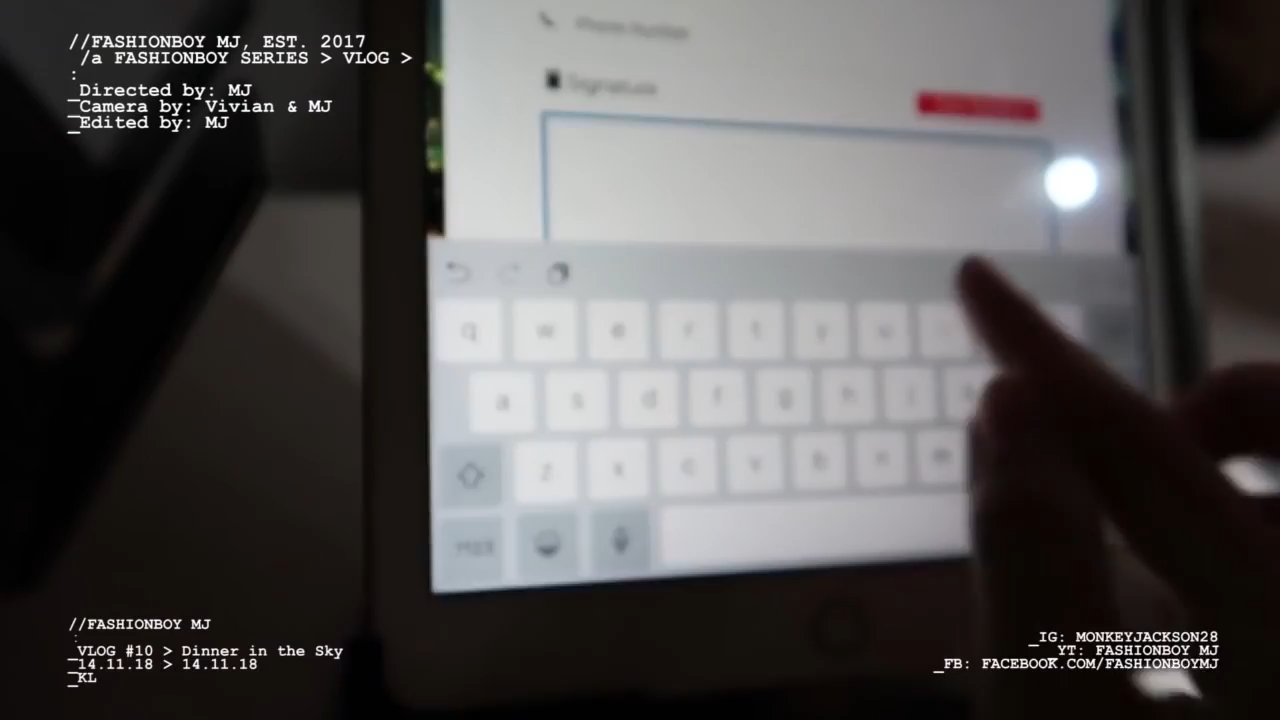 //FASHIONBOY MJ, EST. 2017
/a FASHIONBOY SERIES > VLOG >
:
_Directed by: MJ
_Camera by: Vivian & MJ
_Edited by: MJ
Phone Number
Signature
q w e r t y u
a s d f g h j k
z x c v b n m
//FASHIONBOY MJ
:
_VLOG #10 > Dinner in the Sky
_14.11.18 > 14.11.18
_KL
_IG: MONKEYJACKSON28
YT: FASHIONBOY MJ
_FB: FACEBOOK.COM/FASHIONBOYMJ